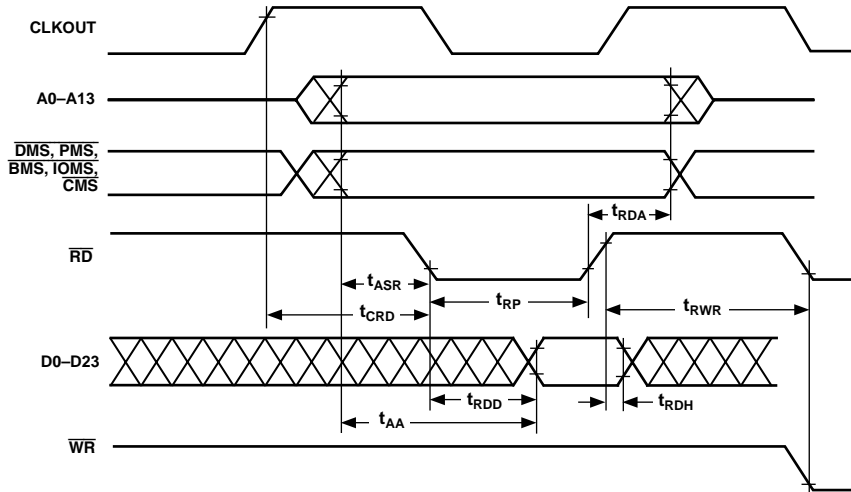 CLKOUT
A0–A13
DMS, PMS,
BMS, IOMS,
CMS
tRDA
RD
tASR
tRP
tCRD
tRWR
D0–D23
tRDD
tRDH
tAA
WR